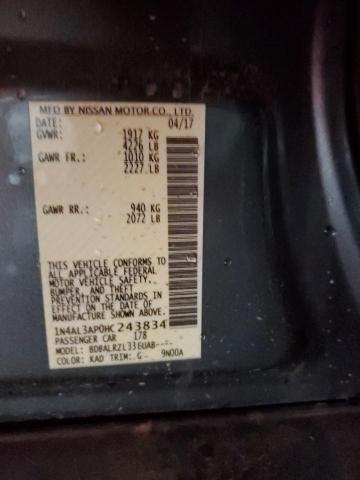 MFD BY NISSAN MOTOR.CO., LTD.
DATE: 04/17
GVWR: 1917 KG
4226 LB
GAWR FR.: 1010 KG
2227 LB
GAWR RR.: 940 KG
2072 LB
THIS VEHICLE CONFORMS TO
ALL APPLICABLE FEDERAL
MOTOR VEHICLE SAFETY,
BUMPER, AND THEFT
PREVENTION STANDARDS IN
EFFECT ON THE DATE OF
MANUFACTURE SHOWN ABOVE.
1N4AL3AP0HC243834
PASSENGER CAR 178
MODEL: BDBALRZL33EUAB---
COLOR: KAD TRIM: G- 9N00A